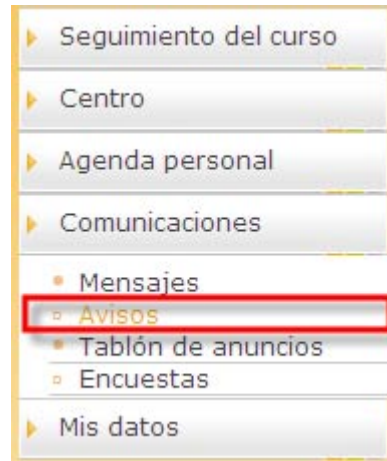 Seguimiento del curso
Centro
Agenda personal
Comunicaciones
Mensajes
Avisos
Tablón de anuncios
Encuestas
Mis datos